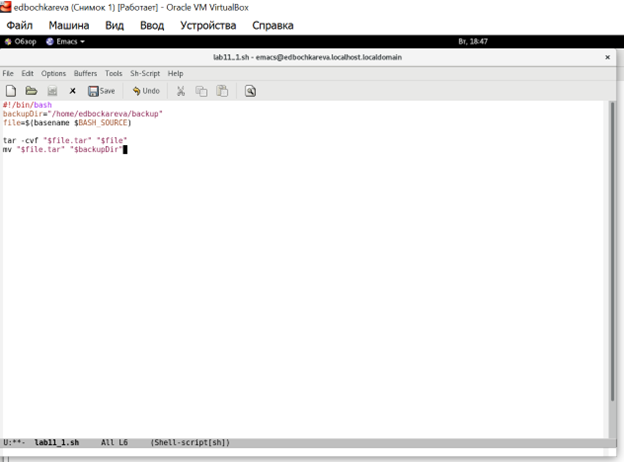 edbochkareva (Снимок 1) [Работает] - Oracle VM VirtualBox
Файл Машина Вид Ввод Устройства Справка
Обзор Emacs Вт, 18:47
lab11_1.sh - emacs@edbochkareva.localhost.localdomain
File Edit Options Buffers Tools Sh-Script Help
Save Undo
#!/bin/bash
backupDir="/home/edbockareva/backup"
file=$(basename $BASH_SOURCE)
tar -cvf "$file.tar" "$file"
mv "$file.tar" "$backupDir"
U:**- lab11_1.sh All L6 (Shell-script[sh])